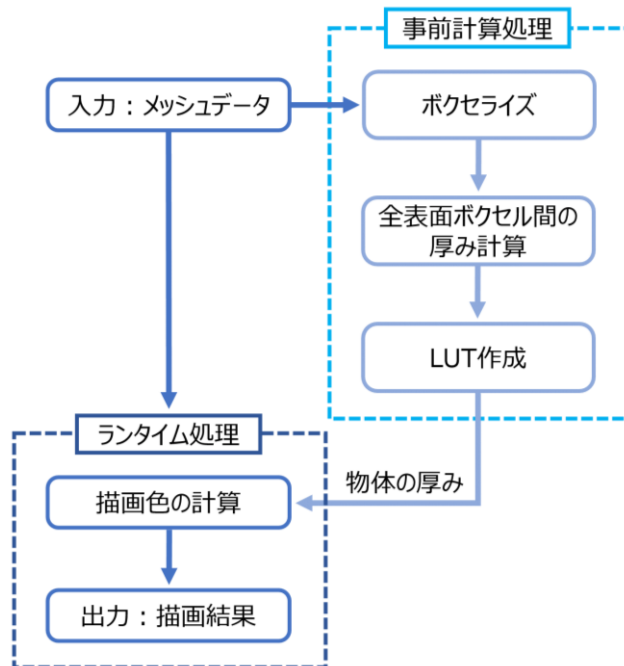 事前計算処理
入力：メッシュデータ
ボクセライズ
全表面ボクセル間の
厚み計算
LUT作成
ランタイム処理
物体の厚み
描画色の計算
出力：描画結果